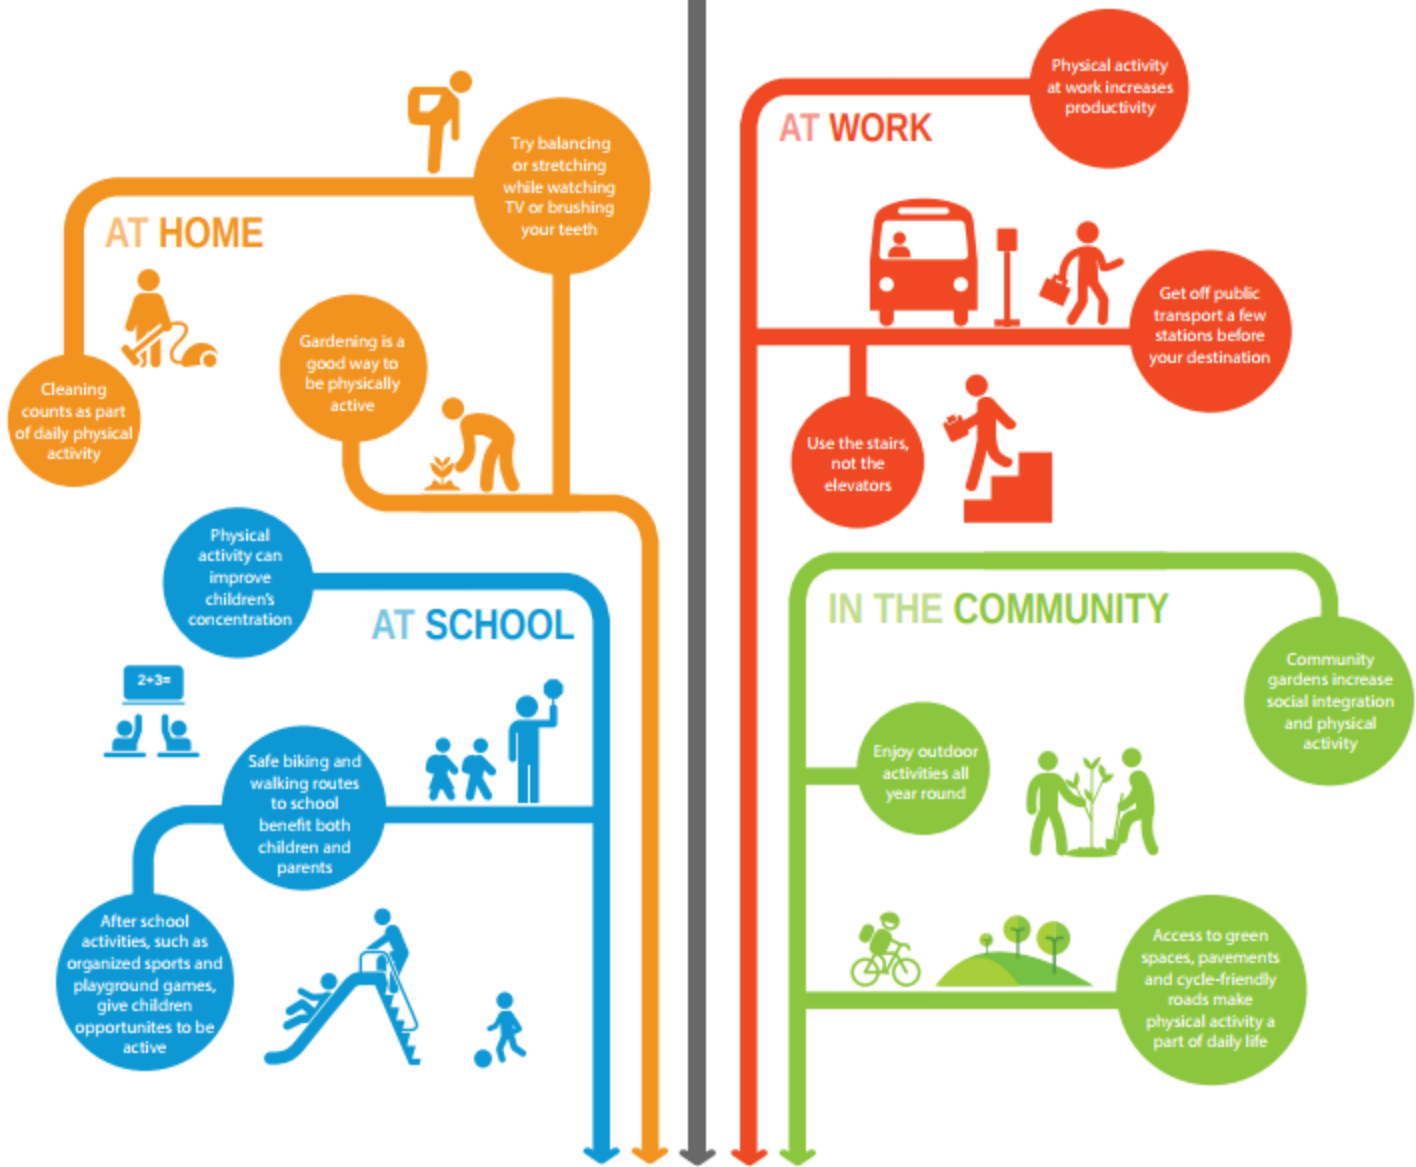 AT HOME
Try balancing
or stretching
while watching
TV or brushing
your teeth
Cleaning
counts as part
of daily physical
activity
Gardening is a
good way to
be physically
active
Physical
activity can
improve
children's
concentration
AT SCHOOL
2+3=
Safe biking and
walking routes
to school
benefit both
children and
parents
After school
activities, such as
organized sports and
playground games,
give children
opportunites to be
active
AT WORK
Physical activity
at work increases
productivity
Get off public
transport a few
stations before
your destination
Use the stairs,
not the
elevators
IN THE COMMUNITY
Community
gardens increase
social integration
and physical
activity
Enjoy outdoor
activities all
year round
Access to green
spaces, pavements
and cycle-friendly
roads make
physical activity a
part of daily life